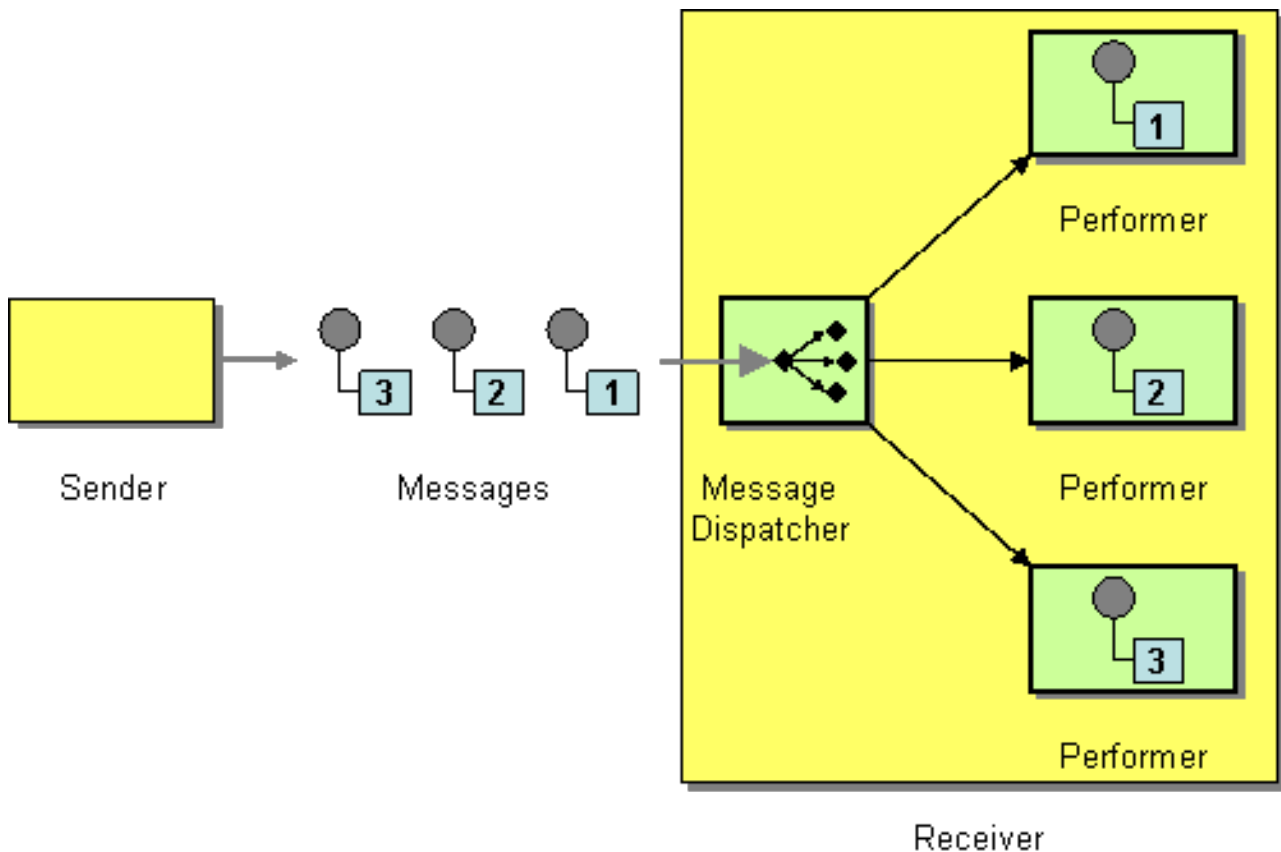 1
Performer
3 2 1
2
Sender
Messages
Message
Dispatcher
Performer
3
Performer
Receiver